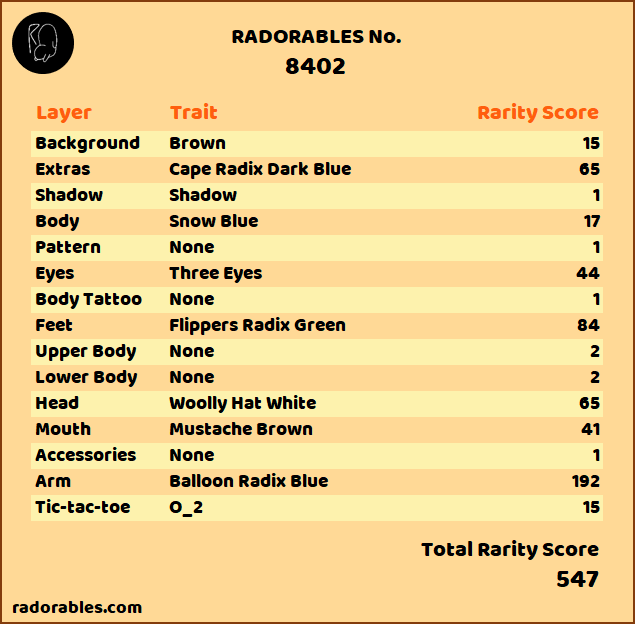 RADORABLES No.
8402
Layer Trait Rarity Score
Background Brown 15
Extras Cape Radix Dark Blue 65
Shadow Shadow 1
Body Snow Blue 17
Pattern None 1
Eyes Three Eyes 44
Body Tattoo None 1
Feet Flippers Radix Green 84
Upper Body None 2
Lower Body None 2
Head Woolly Hat White 65
Mouth Mustache Brown 41
Accessories None 1
Arm Balloon Radix Blue 192
Tic-tac-toe O_2 15
Total Rarity Score
547
radorables.com